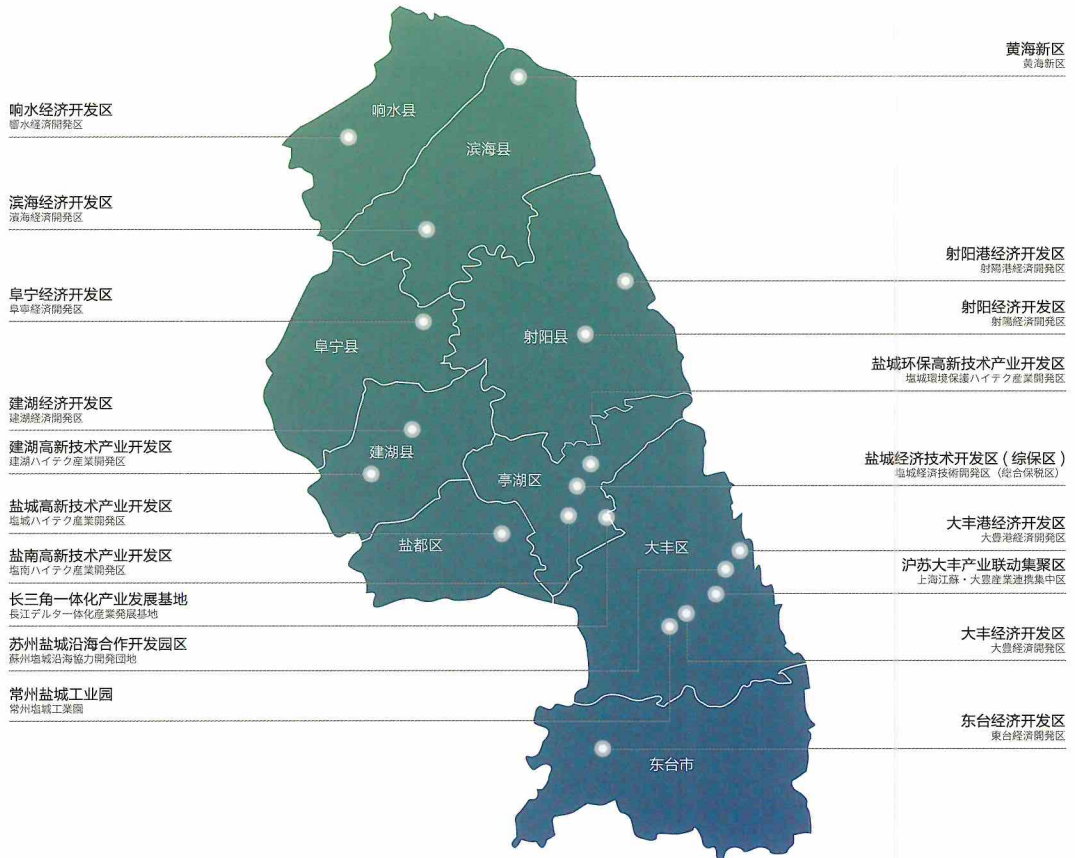 响水经济开发区
響水経済開発区
滨海经济开发区
濱海経済開発区
阜宁经济开发区
阜寧経済開発区
建湖经济开发区
建湖経済開発区
建湖高新技术产业开发区
建湖ハイテク産業開発区
盐城高新技术产业开发区
塩城ハイテク産業開発区
盐南高新技术产业开发区
塩南ハイテク産業開発区
长三角一体化产业发展基地
長江デルタ一体化産業発展基地
苏州盐城沿海合作开发园区
蘇州塩城沿海協力開発団地
常州盐城工业园
常州塩城工業園
响水县
滨海县
阜宁县
射阳县
建湖县
亭湖区
盐都区
大丰区
东台市
黄海新区
黄海新区
射阳港经济开发区
射陽港経済開発区
射阳经济开发区
射陽経済開発区
盐城环保高新技术产业开发区
塩城環境保護ハイテク産業開発区
盐城经济技术开发区 ( 综保区 )
塩城経済技術開発区（総合保税区）
大丰港经济开发区
大豊港経済開発区
沪苏大丰产业联动集聚区
上海江蘇・大豊産業連携集中区
大丰经济开发区
大豊経済開発区
东台经济开发区
東台経済開発区